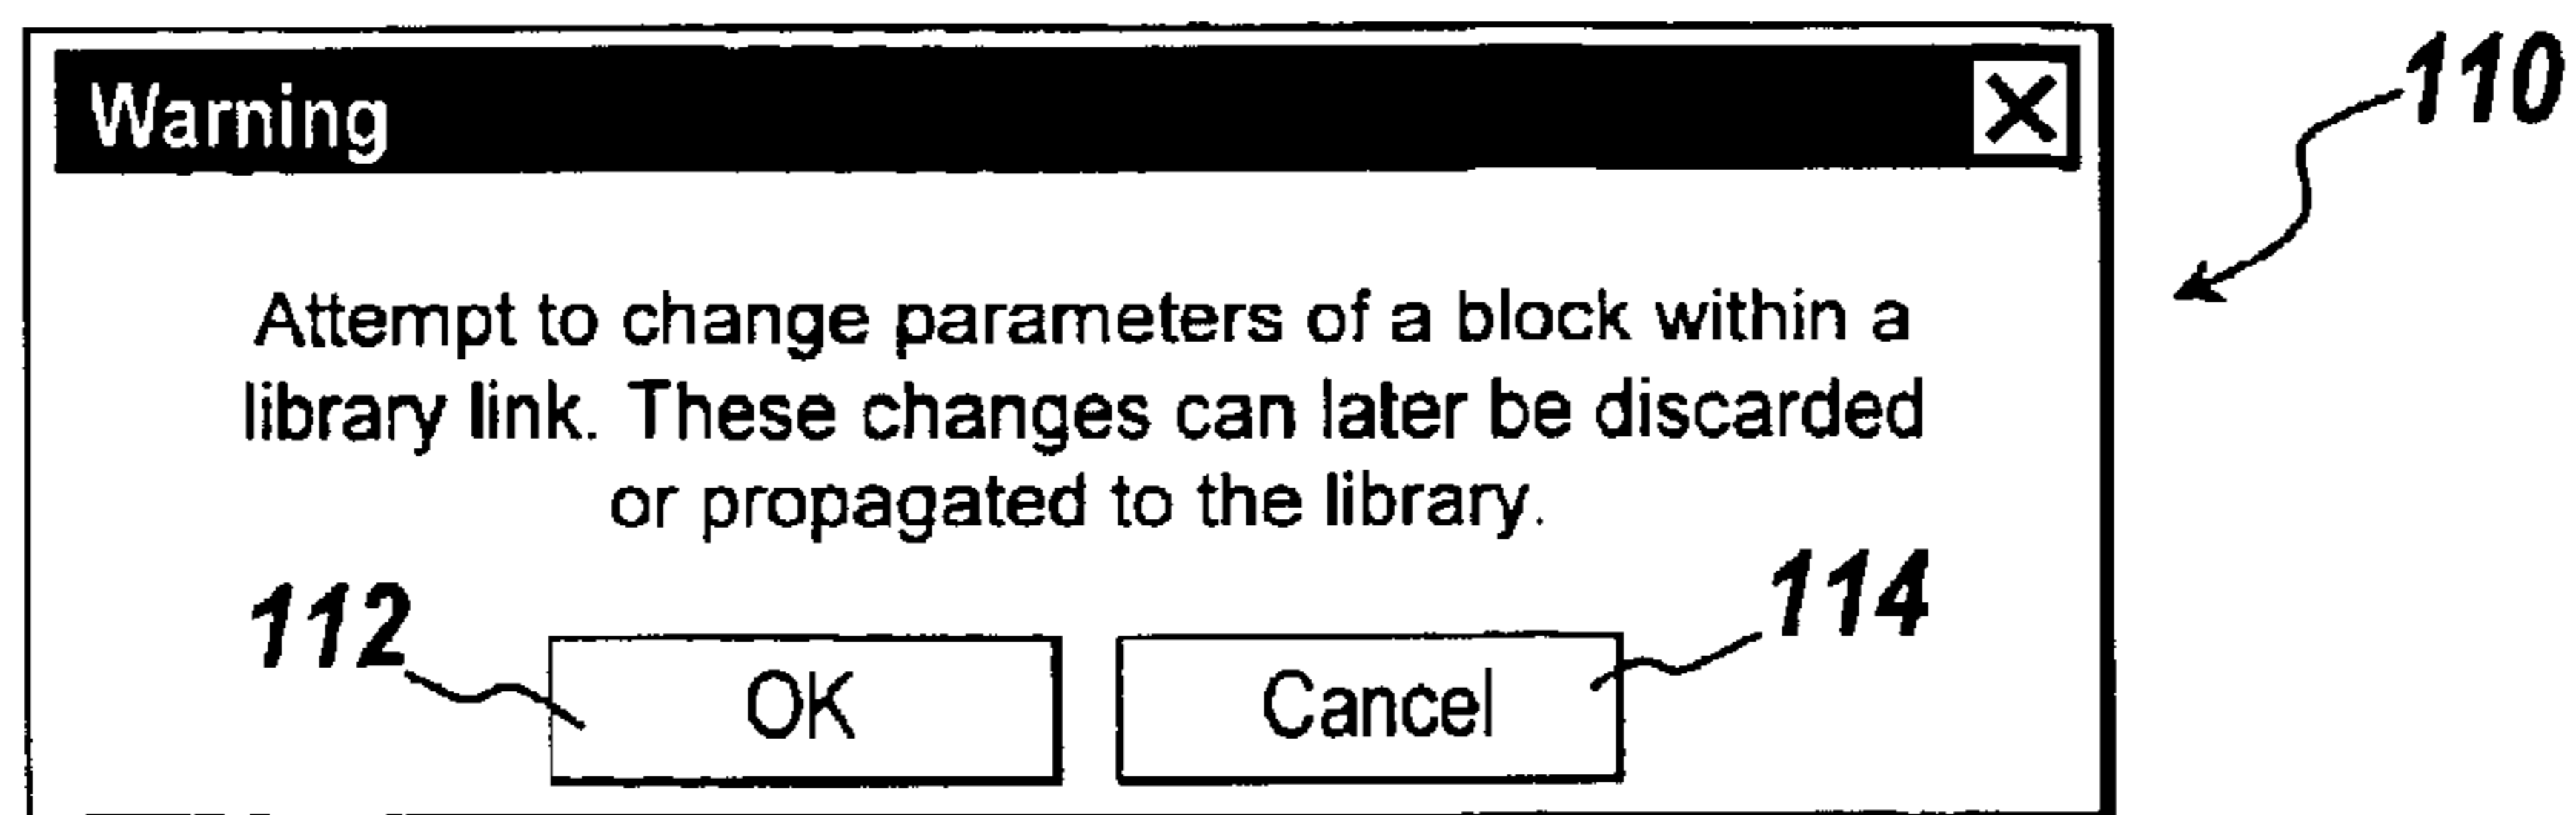 Warning
110
Attempt to change parameters of a block within a
library link. These changes can later be discarded
or propagated to the library.
112
114
OK
Cancel